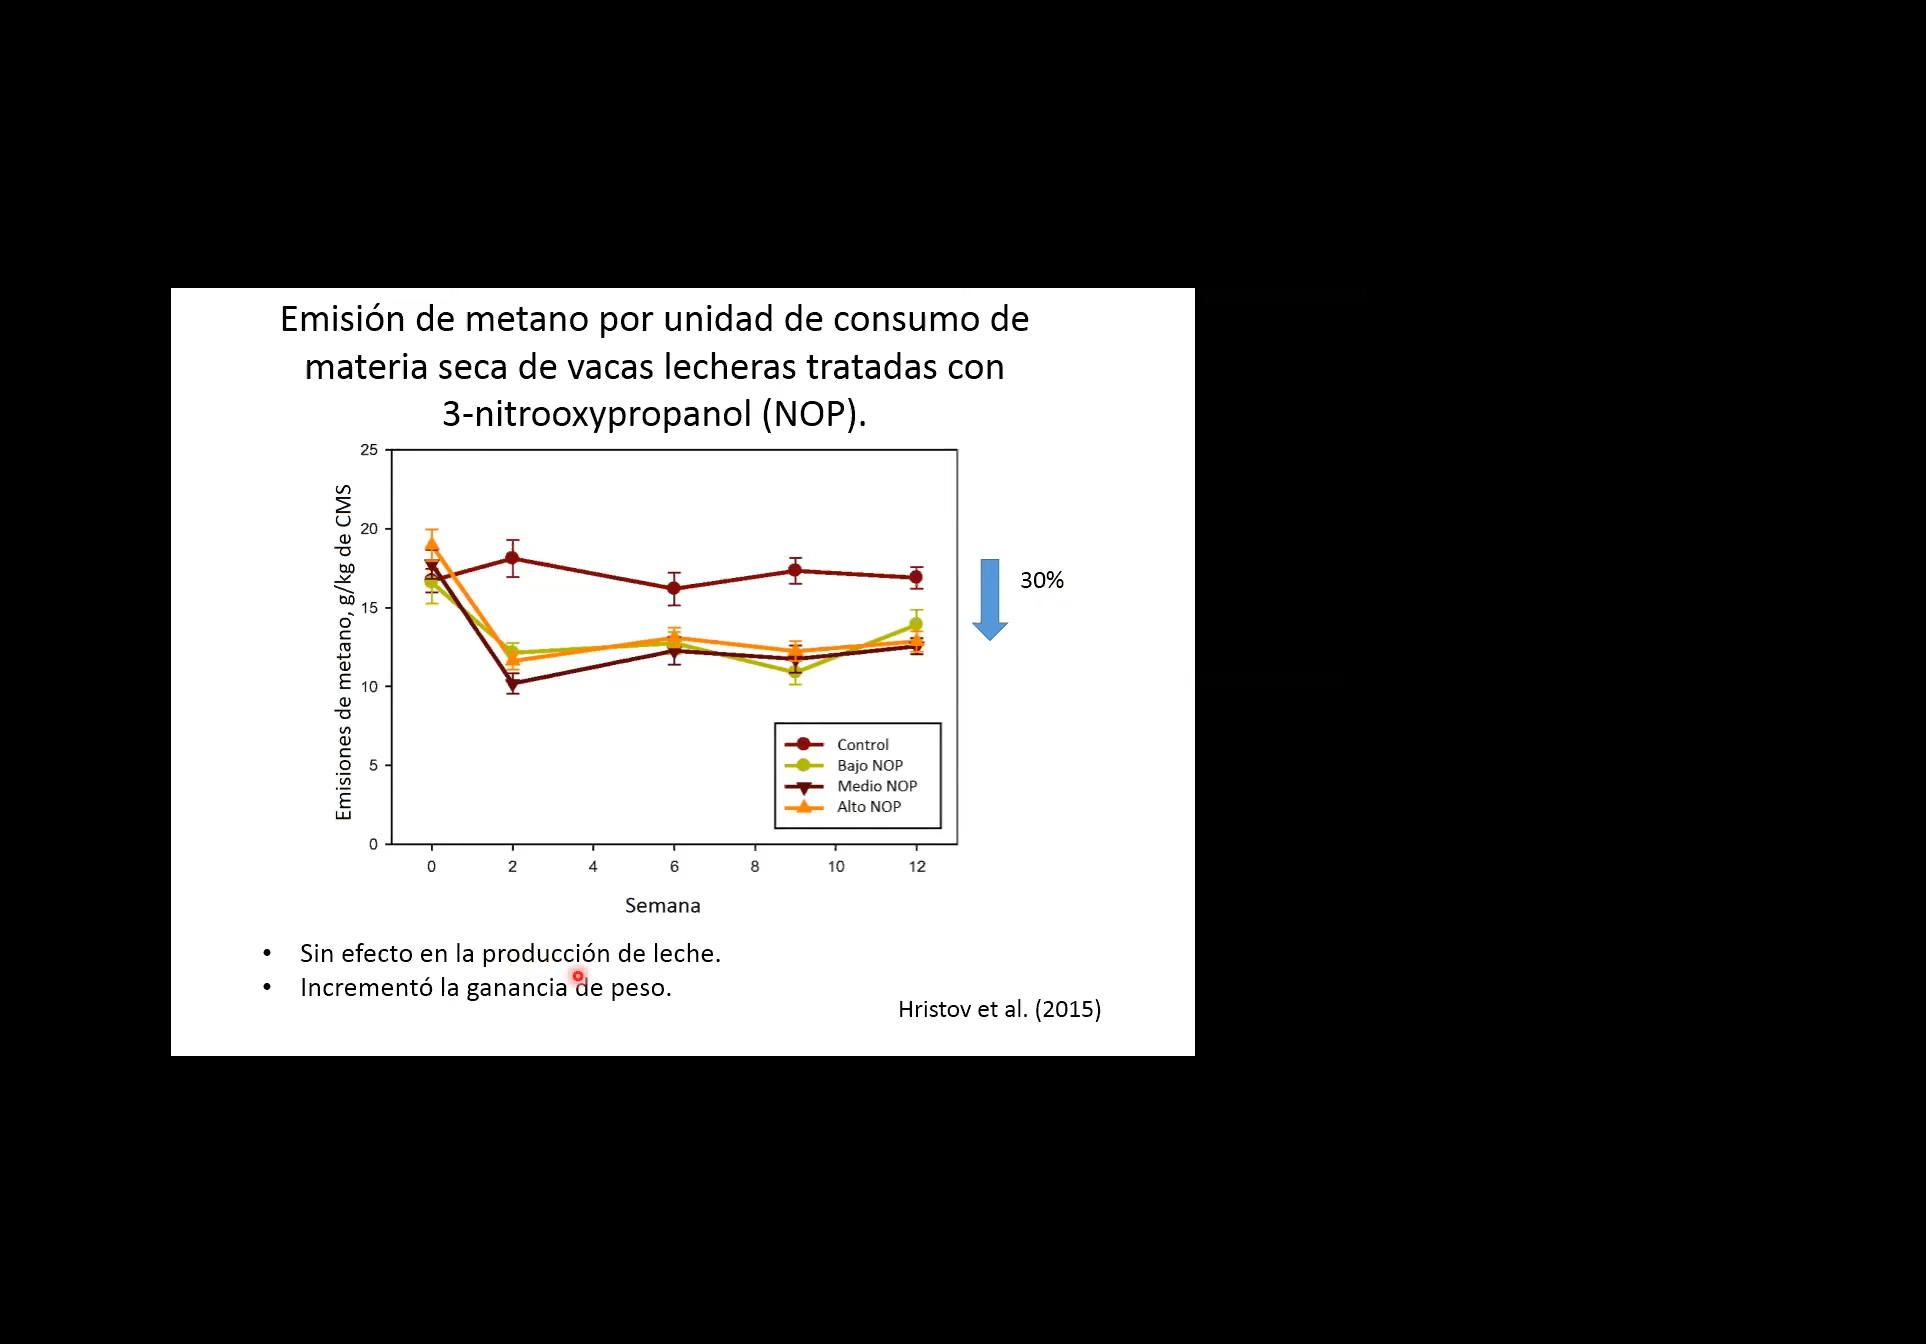 Emisión de metano por unidad de consumo de
materia seca de vacas lecheras tratadas con
3-nitrooxypropanol (NOP).
Emisiones de metano, g/kg de CMS
25
20
15
10
5
0
0 2 4 6 8 10 12
Semana
Control
Bajo NOP
Medio NOP
Alto NOP
30%
• Sin efecto en la producción de leche.
• Incrementó la ganancia de peso.
Hristov et al. (2015)